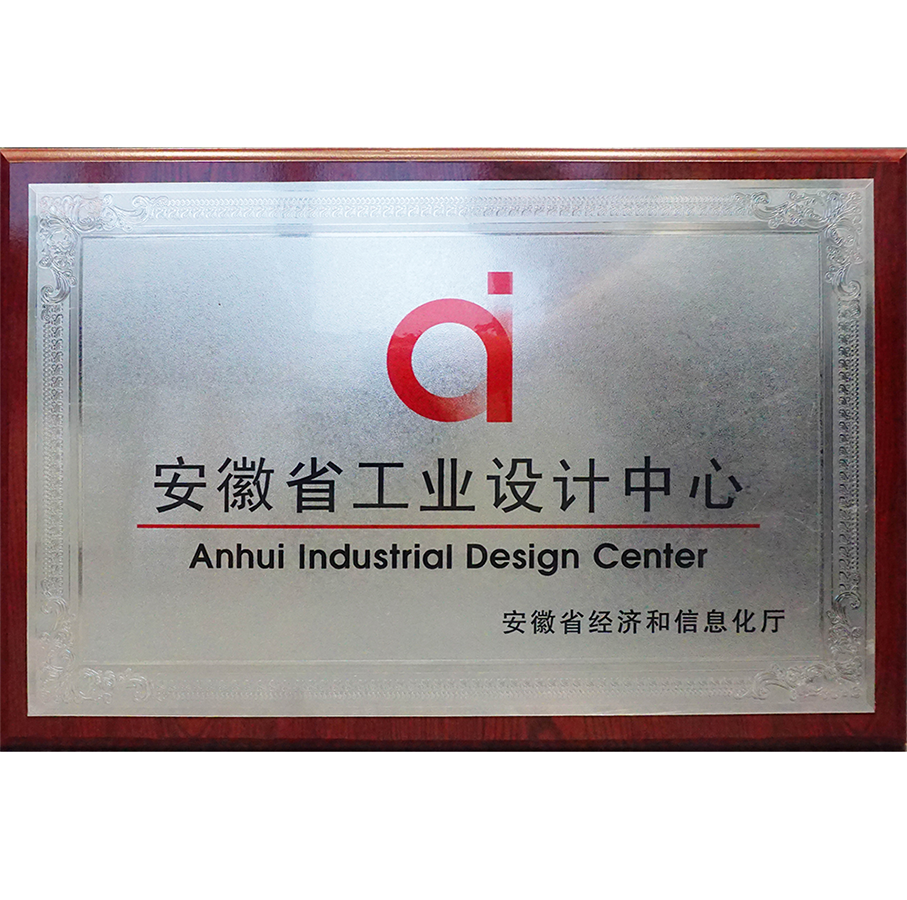 ai
安徽省工业设计中心
Anhui Industrial Design Center
安徽省经济和信息化厅